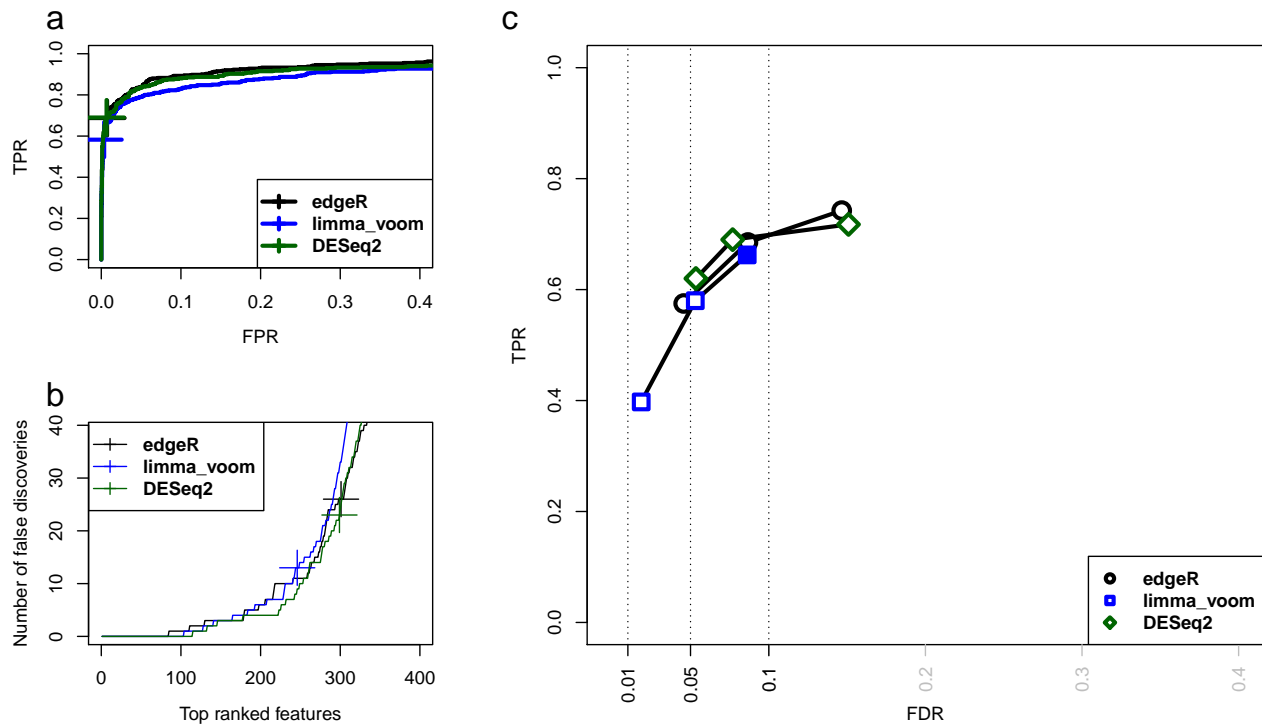 a
1.0
0.8
0.6
0.4
0.2
0.0
TPR
edgeR
limma_voom
DESeq2
0.0 0.1 0.2 0.3 0.4
FPR
b
40
30
20
10
0
Number of false discoveries
edgeR
limma_voom
DESeq2
0 100 200 300 400
Top ranked features
c
1.0
0.8
0.6
0.4
0.2
0.0
TPR
edgeR
limma_voom
DESeq2
0.01 0.05 0.1 0.2 0.3 0.4
FDR